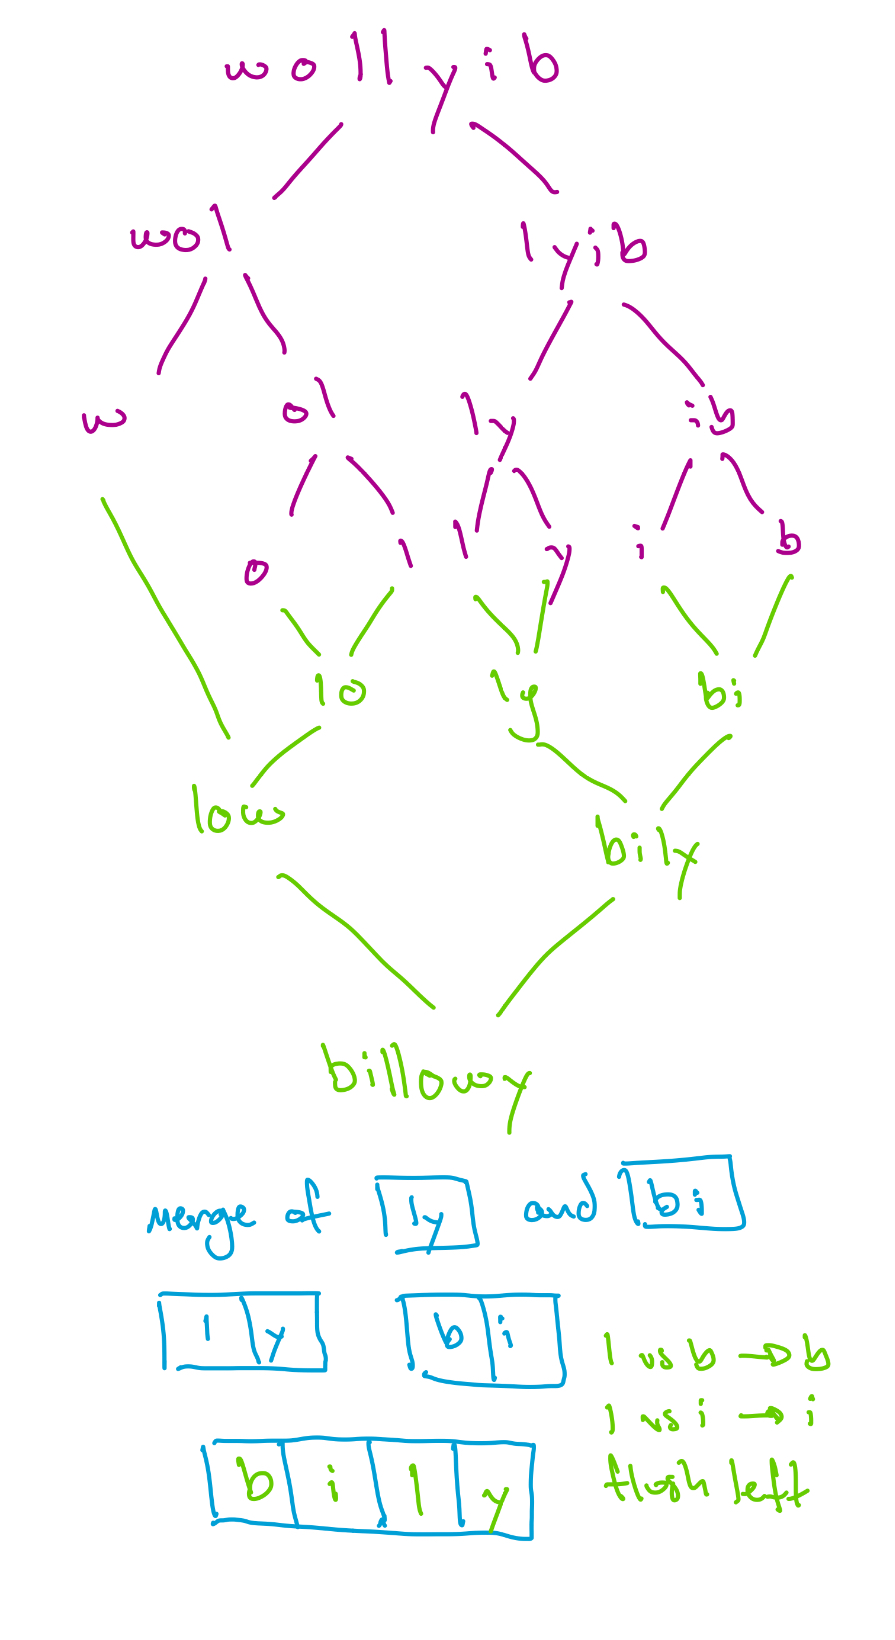 wollyib
wol lyib
w ol ly ib
o l l y i b
lo ly bi
low bily
billowy
merge of ly and bi
l y b i
l vs b → b
l vs i → i
b i l y flush left